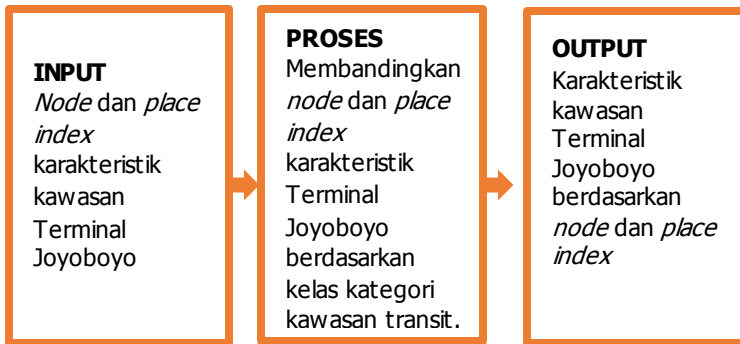 INPUT
Node dan place
index
karakteristik
kawasan
Terminal
Joyoboyo
PROSES
Membandingkan
node dan place
index
karakteristik
Terminal
Joyoboyo
berdasarkan
kelas kategori
kawasan transit.
OUTPUT
Karakteristik
kawasan
Terminal
Joyoboyo
berdasarkan
node dan place
index